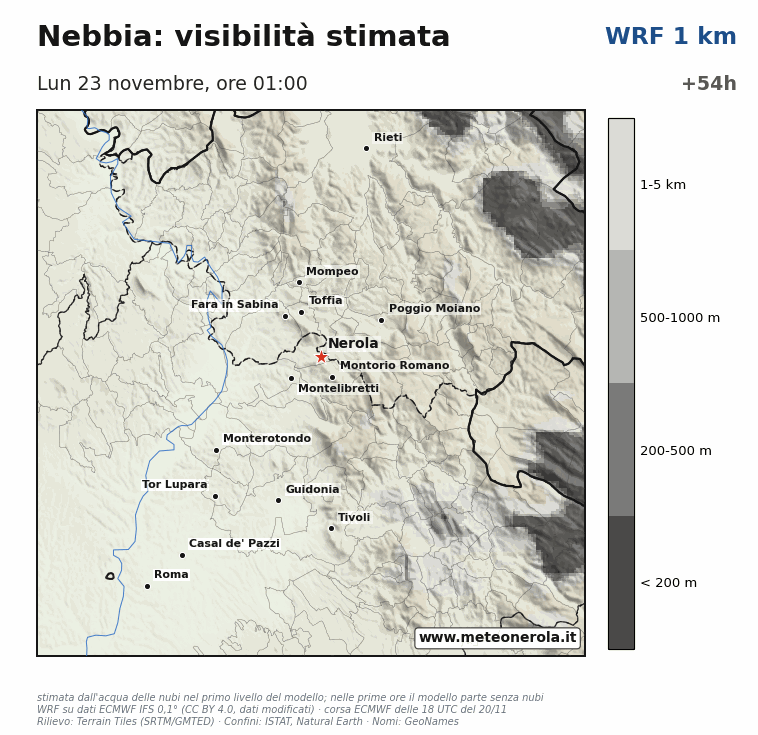 Nebbia: visibilità stimata
WRF 1 km
Lun 23 novembre, ore 01:00
+54h
Rieti
1-5 km
Mompeo
Fara in Sabina
Toffia
Poggio Moiano
500-1000 m
Nerola
Montorio Romano
Montelibretti
Monterotondo
200-500 m
Tor Lupara
Guidonia
Tivoli
Casal de' Pazzi
Roma
< 200 m
www.meteonerola.it
stimata dall'acqua delle nubi nel primo livello del modello; nelle prime ore il modello parte senza nubi
WRF su dati ECMWF IFS 0,1° (CC BY 4.0, dati modificati) · corsa ECMWF delle 18 UTC del 20/11
Rilievo: Terrain Tiles (SRTM/GMTED) · Confini: ISTAT, Natural Earth · Nomi: GeoNames